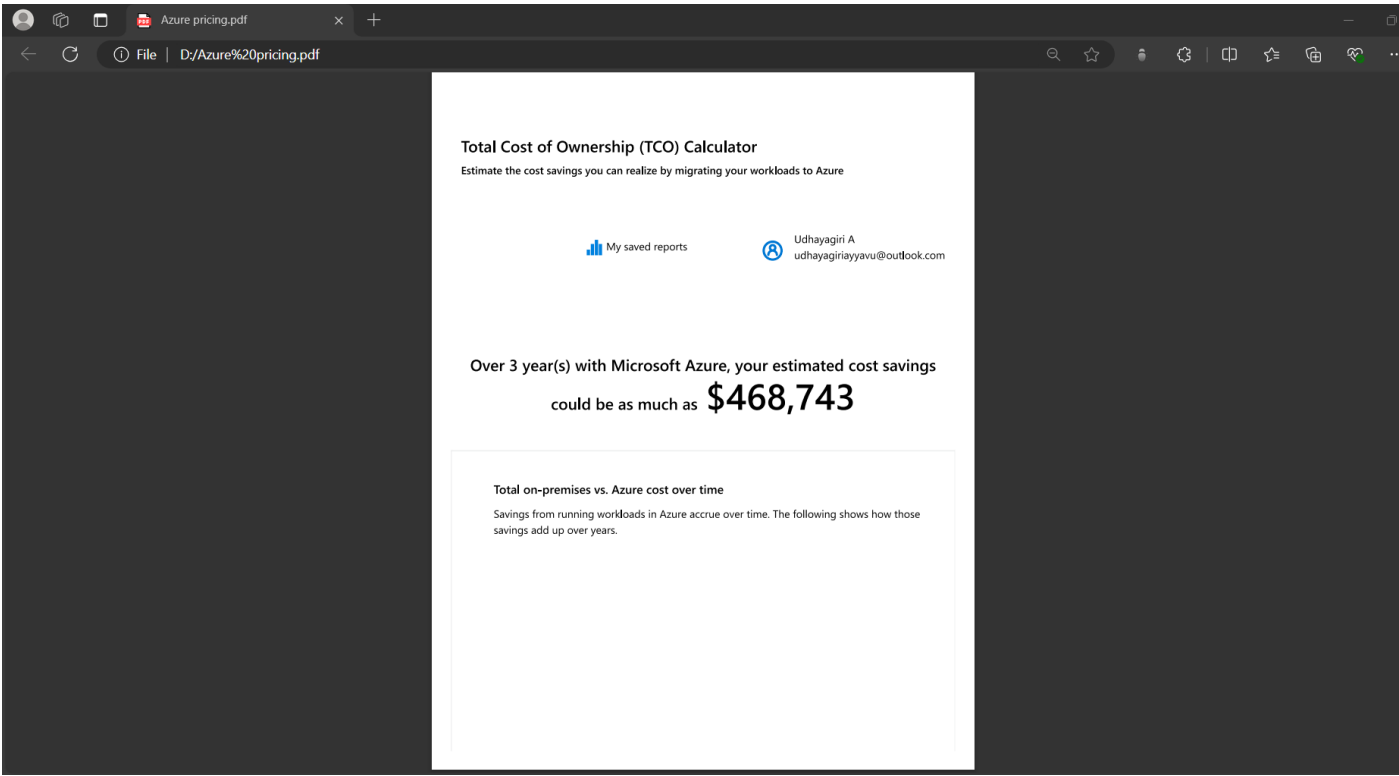 Azure pricing.pdf
File | D:/Azure%20pricing.pdf
Total Cost of Ownership (TCO) Calculator
Estimate the cost savings you can realize by migrating your workloads to Azure
My saved reports
Udhayagiri A
udhayagiriayyavu@outlook.com
Over 3 year(s) with Microsoft Azure, your estimated cost savings
could be as much as $468,743
Total on-premises vs. Azure cost over time
Savings from running workloads in Azure accrue over time. The following shows how those
savings add up over years.